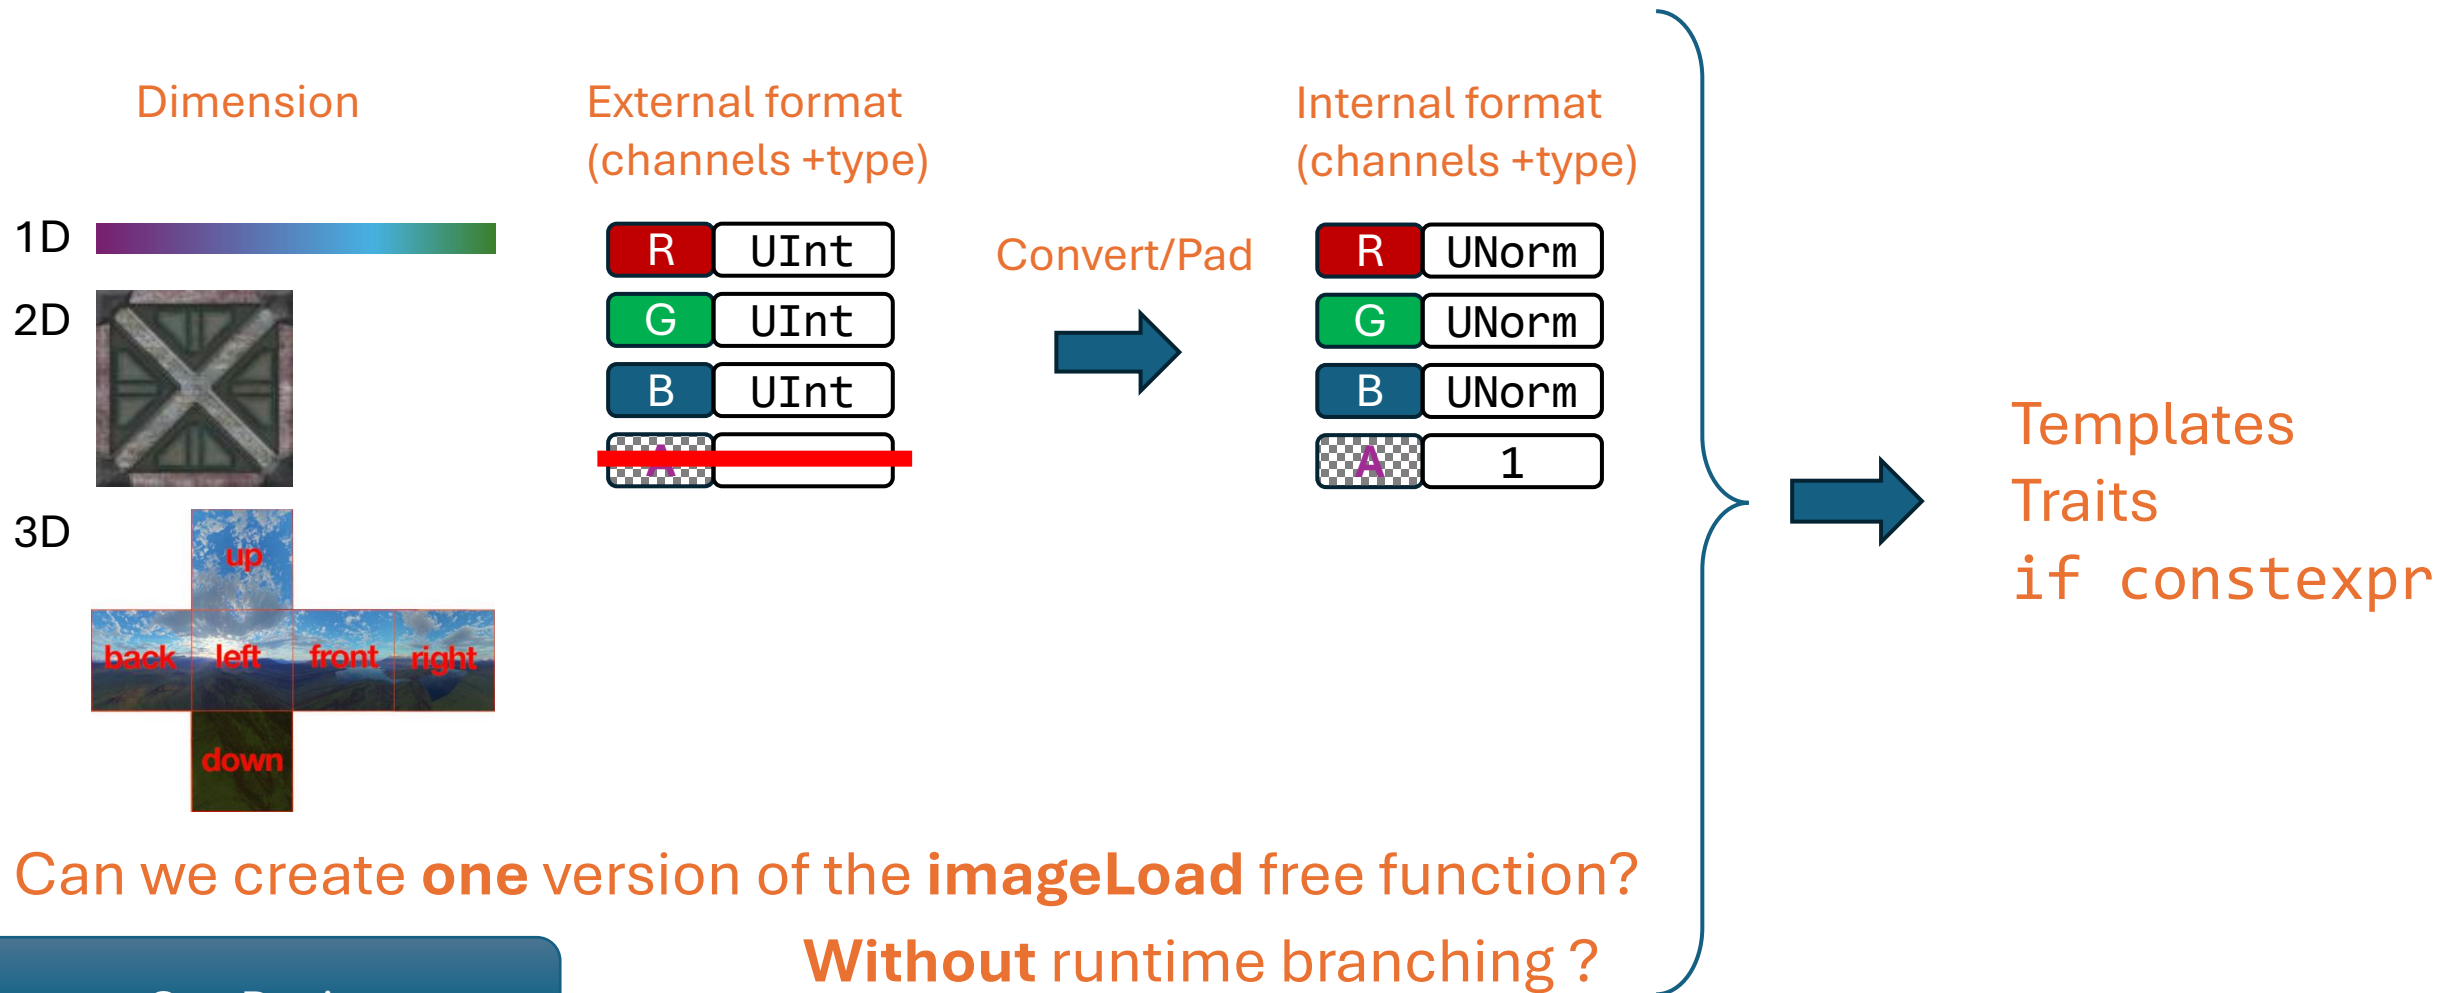 Dimension
1D
2D
3D
up
back
left
front
right
down
External format
(channels +type)
R UInt
G UInt
B UInt
A
Convert/Pad
Internal format
(channels +type)
R UNorm
G UNorm
B UNorm
A 1
Templates
Traits
if constexpr
Can we create one version of the imageLoad free function?
Without runtime branching ?